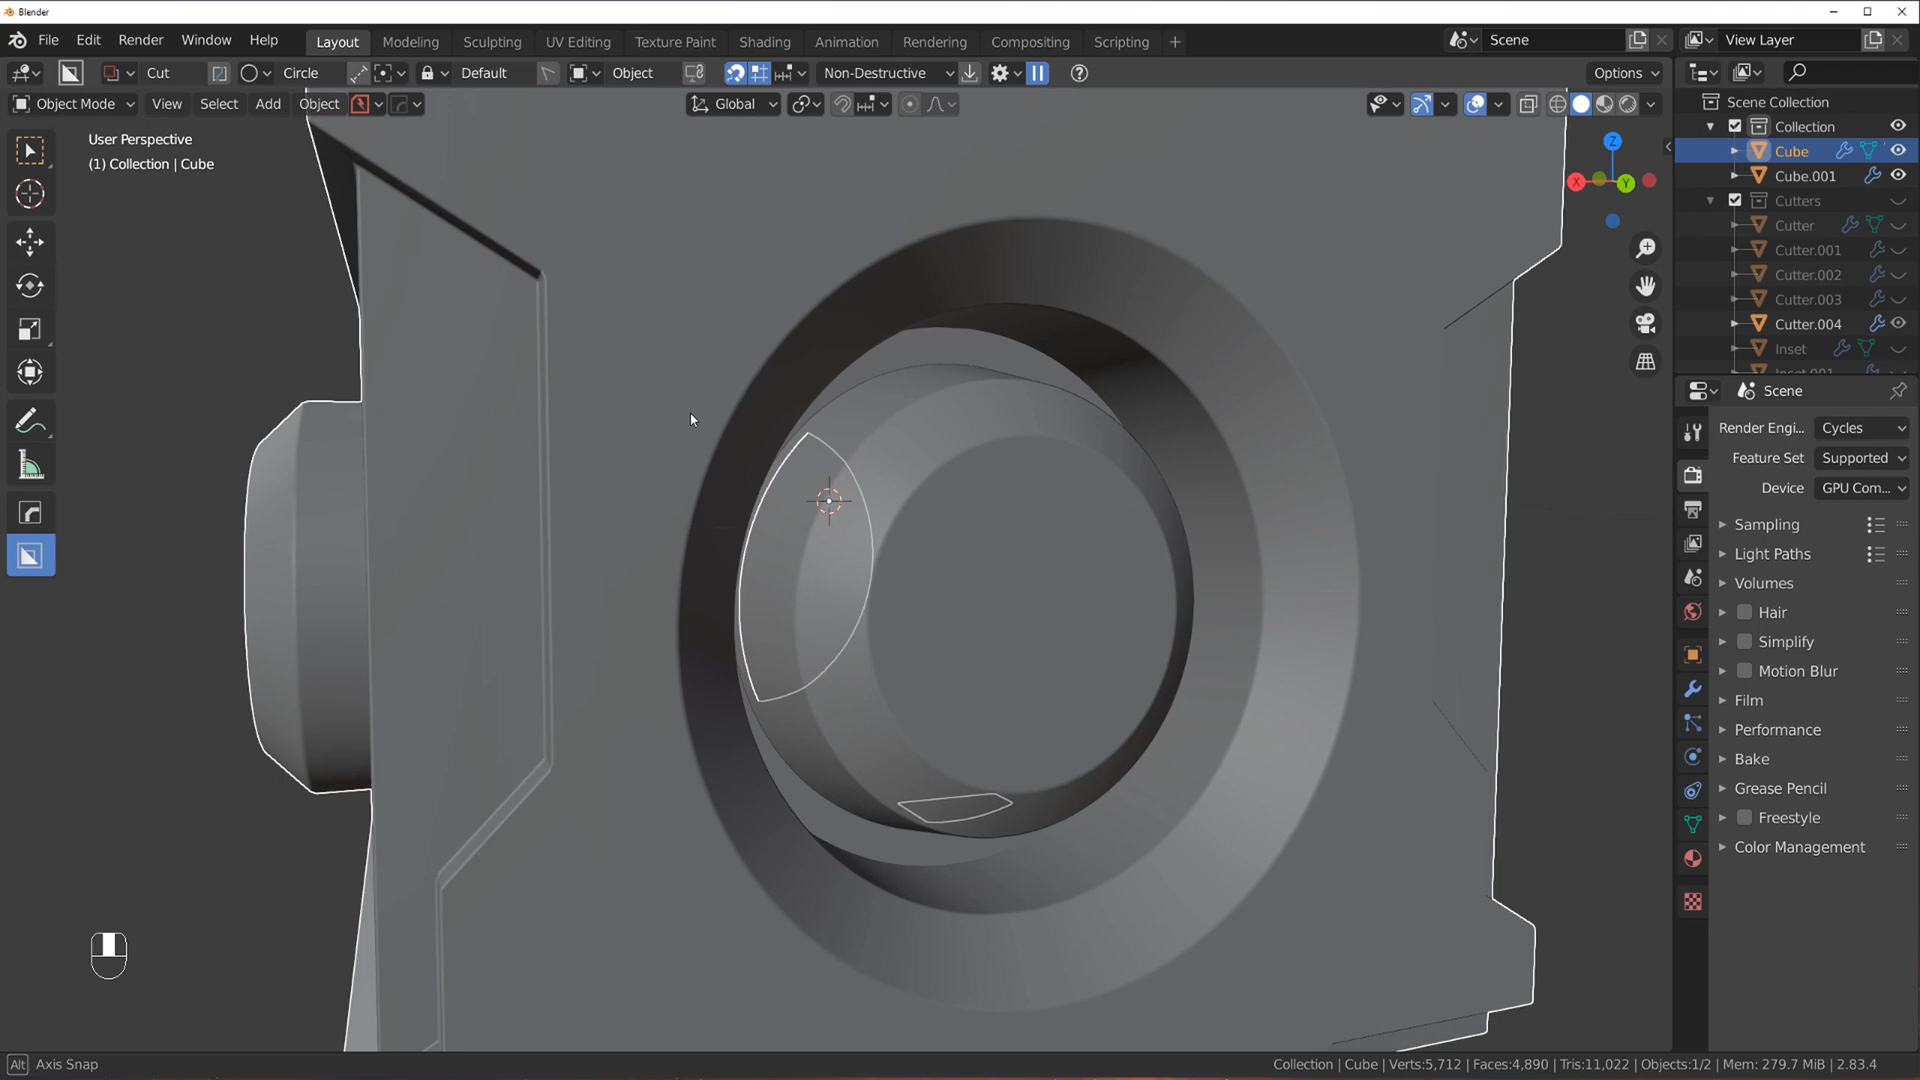 Blender
File Edit Render Window Help Layout Modeling Sculpting UV Editing Texture Paint Shading Animation Rendering Compositing Scripting + Scene View Layer
Cut Circle Default Object Non-Destructive Options
Object Mode View Select Add Object Global
User Perspective
(1) Collection | Cube
Z
X
Y
Scene Collection
Collection
Cube
Cube.001
Cutters
Cutter
Cutter.001
Cutter.002
Cutter.003
Cutter.004
Inset
Inset.001
Scene
Render Engi... Cycles
Feature Set Supported
Device GPU Com...
Sampling
Light Paths
Volumes
Hair
Simplify
Motion Blur
Film
Performance
Bake
Grease Pencil
Freestyle
Color Management
Alt Axis Snap
Collection | Cube | Verts:5,712 | Faces:4,890 | Tris:11,022 | Objects:1/2 | Mem: 279.7 MiB | 2.83.4